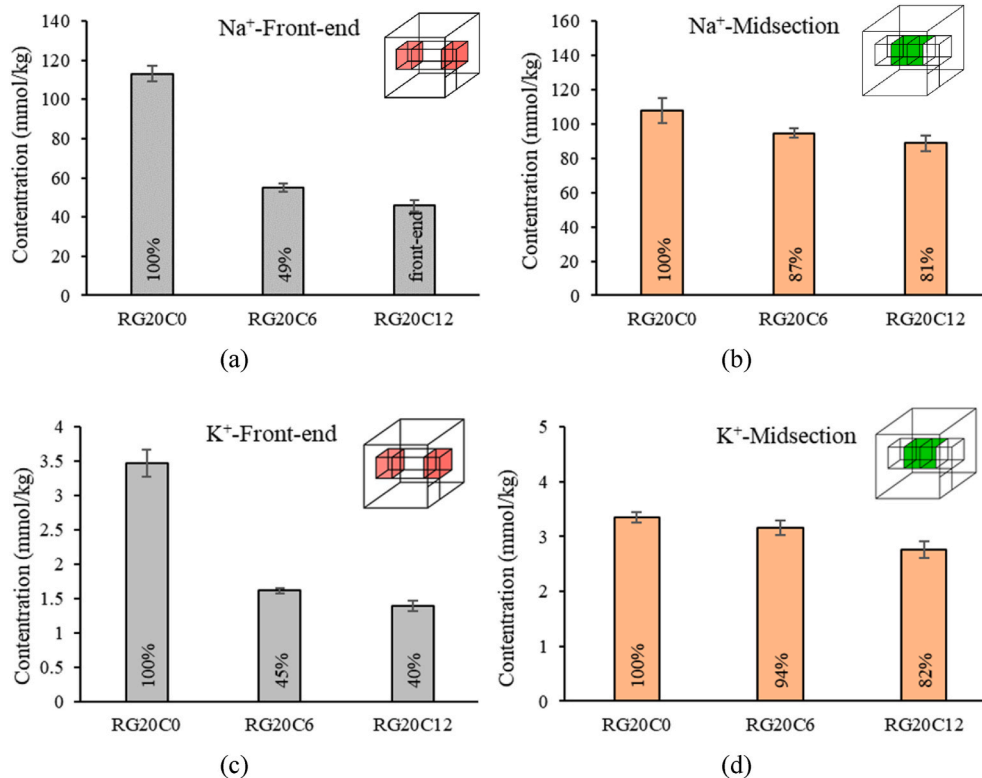 Na⁺-Front-end
Contentration (mmol/kg)
140
120
100
80
60
40
20
0
100%
49%
front-end
RG20C0 RG20C6 RG20C12
(a)
Na⁺-Midsection
Contentration (mmol/kg)
160
140
120
100
80
60
40
20
0
100%
87%
81%
RG20C0 RG20C6 RG20C12
(b)
K⁺-Front-end
Contentration (mmol/kg)
4
3.5
3
2.5
2
1.5
1
0.5
0
100%
45%
40%
RG20C0 RG20C6 RG20C12
(c)
K⁺-Midsection
Contentration (mmol/kg)
5
4
3
2
1
0
100%
94%
82%
RG20C0 RG20C6 RG20C12
(d)